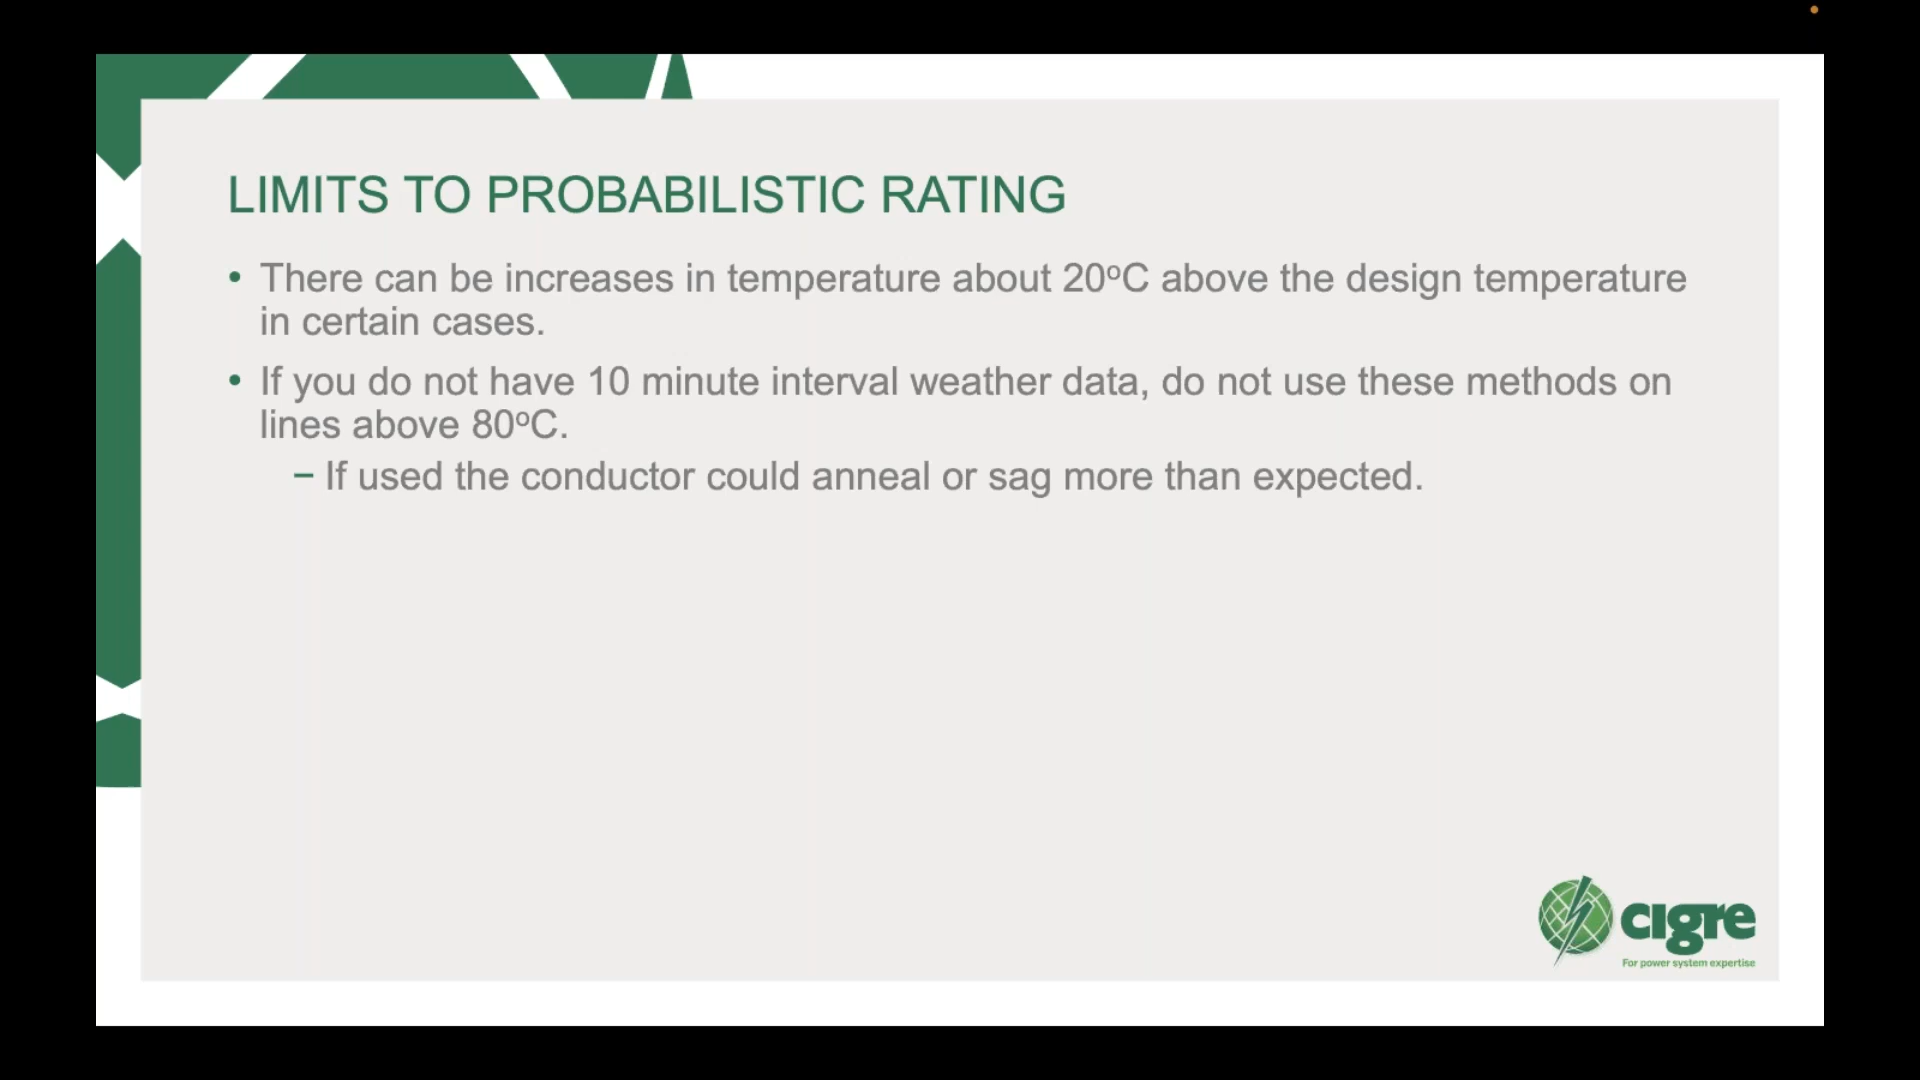 LIMITS TO PROBABILISTIC RATING
• There can be increases in temperature about 20ºC above the design temperature
in certain cases.
• If you do not have 10 minute interval weather data, do not use these methods on
lines above 80ºC.
– If used the conductor could anneal or sag more than expected.
cigre
For power system expertise